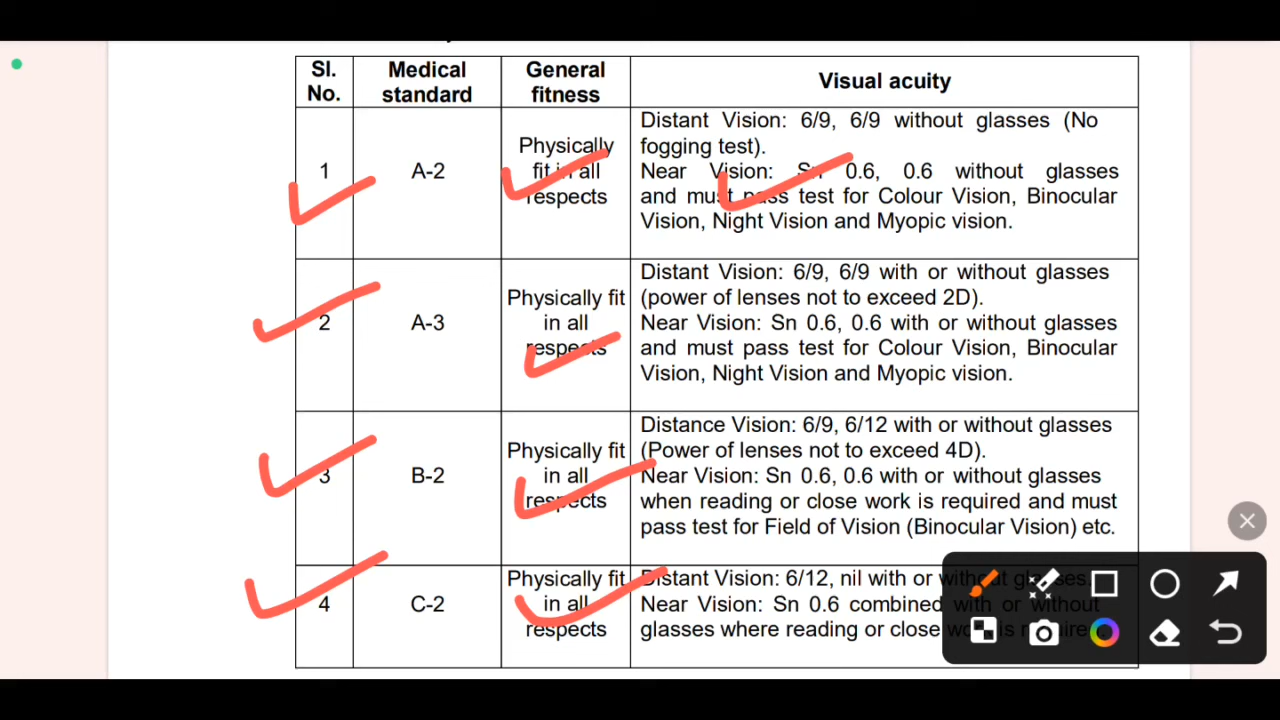 Sl. No.
Medical standard
General fitness
Visual acuity
1
A-2
Physically
fit in all
respects
Distant Vision: 6/9, 6/9 without glasses (No
fogging test).
Near Vision: Sn 0.6, 0.6 without glasses
and must pass test for Colour Vision, Binocular
Vision, Night Vision and Myopic vision.
2
A-3
Physically fit
in all
respects
Distant Vision: 6/9, 6/9 with or without glasses
(power of lenses not to exceed 2D).
Near Vision: Sn 0.6, 0.6 with or without glasses
and must pass test for Colour Vision, Binocular
Vision, Night Vision and Myopic vision.
3
B-2
Physically fit
in all
respects
Distance Vision: 6/9, 6/12 with or without glasses
(Power of lenses not to exceed 4D).
Near Vision: Sn 0.6, 0.6 with or without glasses
when reading or close work is required and must
pass test for Field of Vision (Binocular Vision) etc.
4
C-2
Physically fit
in all
respects
Distant Vision: 6/12, nil with or without glasses.
Near Vision: Sn 0.6 combined with or without
glasses where reading or close work is required.